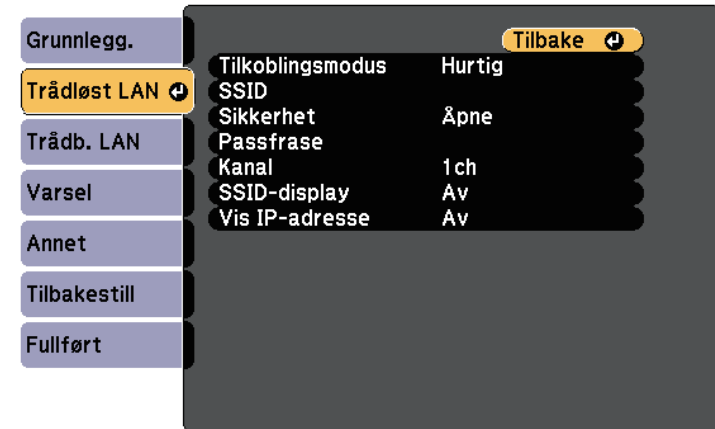 Grunnlegg.
Trådløst LAN
Trådb. LAN
Varsel
Annet
Tilbakestill
Fullført
Tilbake
Tilkoblingsmodus Hurtig
SSID
Sikkerhet Åpne
Passfrase
Kanal 1ch
SSID-display Av
Vis IP-adresse Av